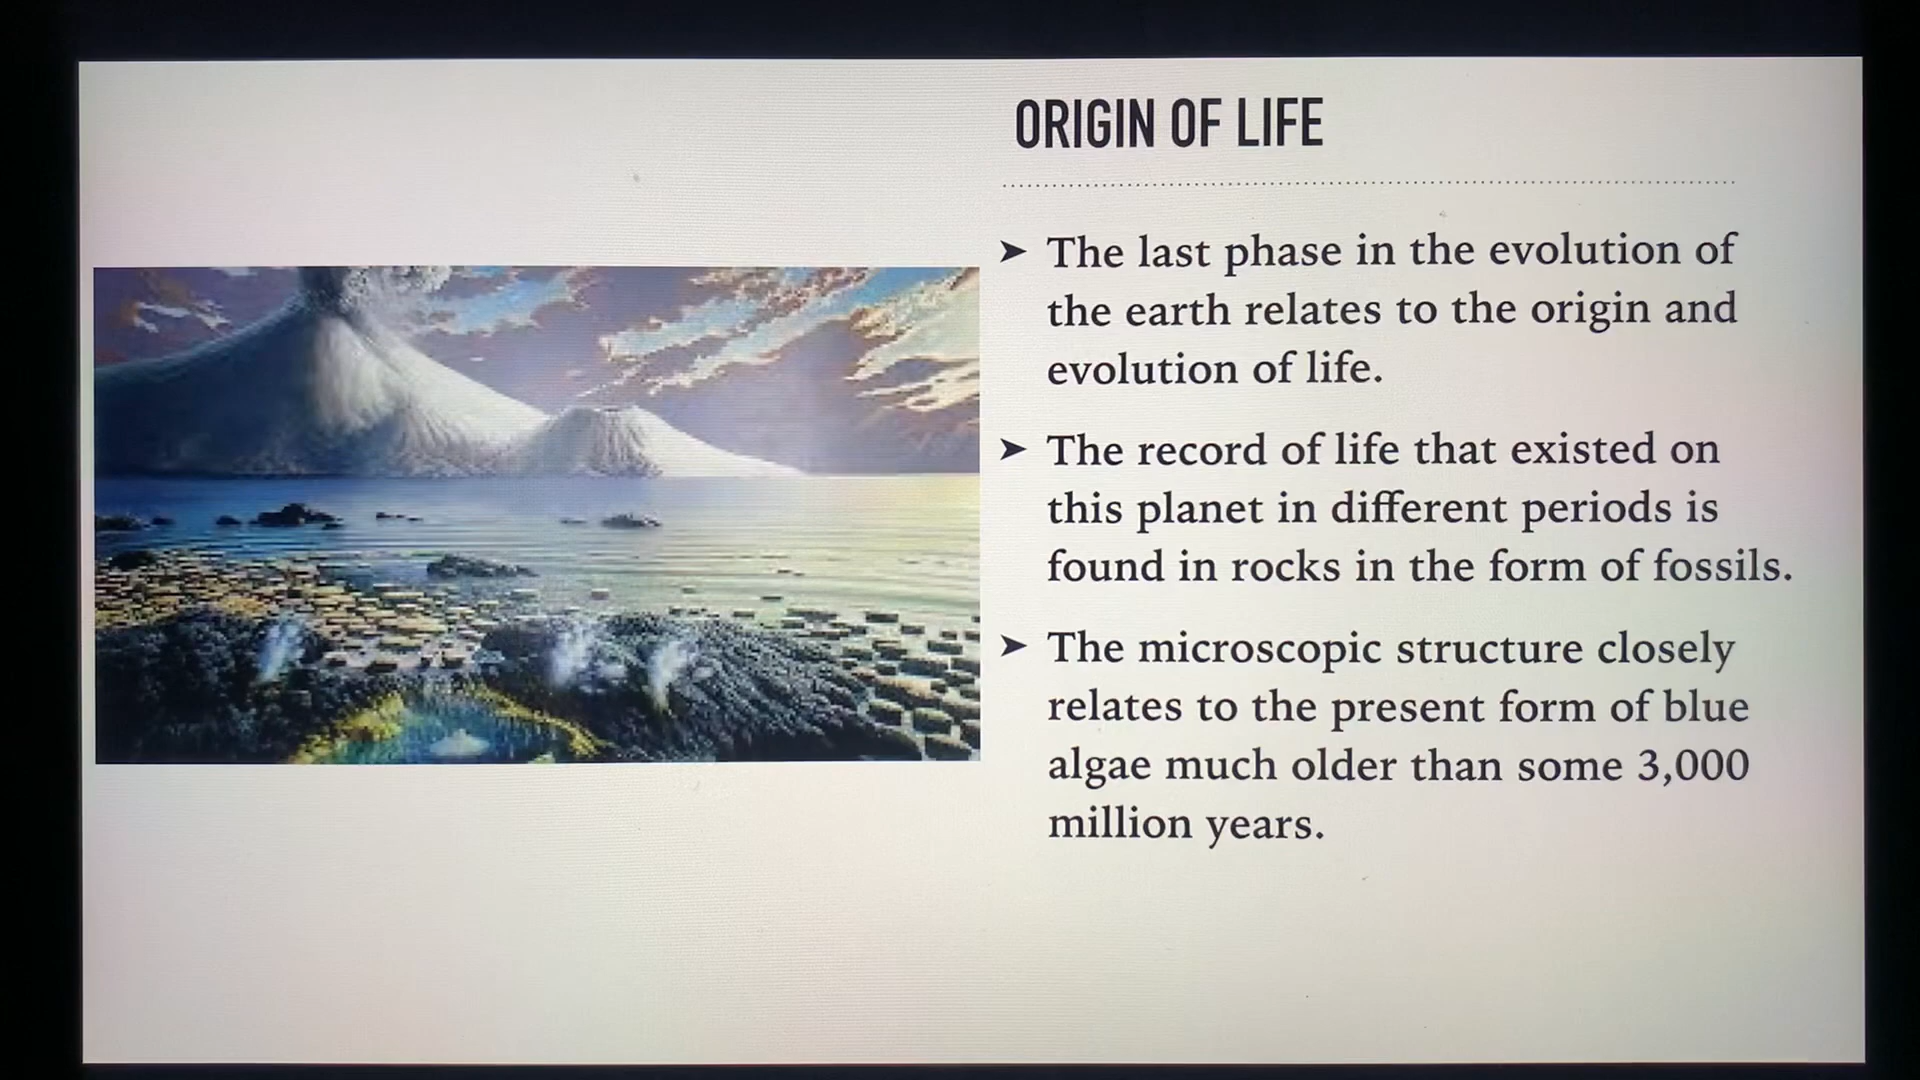 ORIGIN OF LIFE
➤ The last phase in the evolution of
the earth relates to the origin and
evolution of life.
➤ The record of life that existed on
this planet in different periods is
found in rocks in the form of fossils.
➤ The microscopic structure closely
relates to the present form of blue
algae much older than some 3,000
million years.